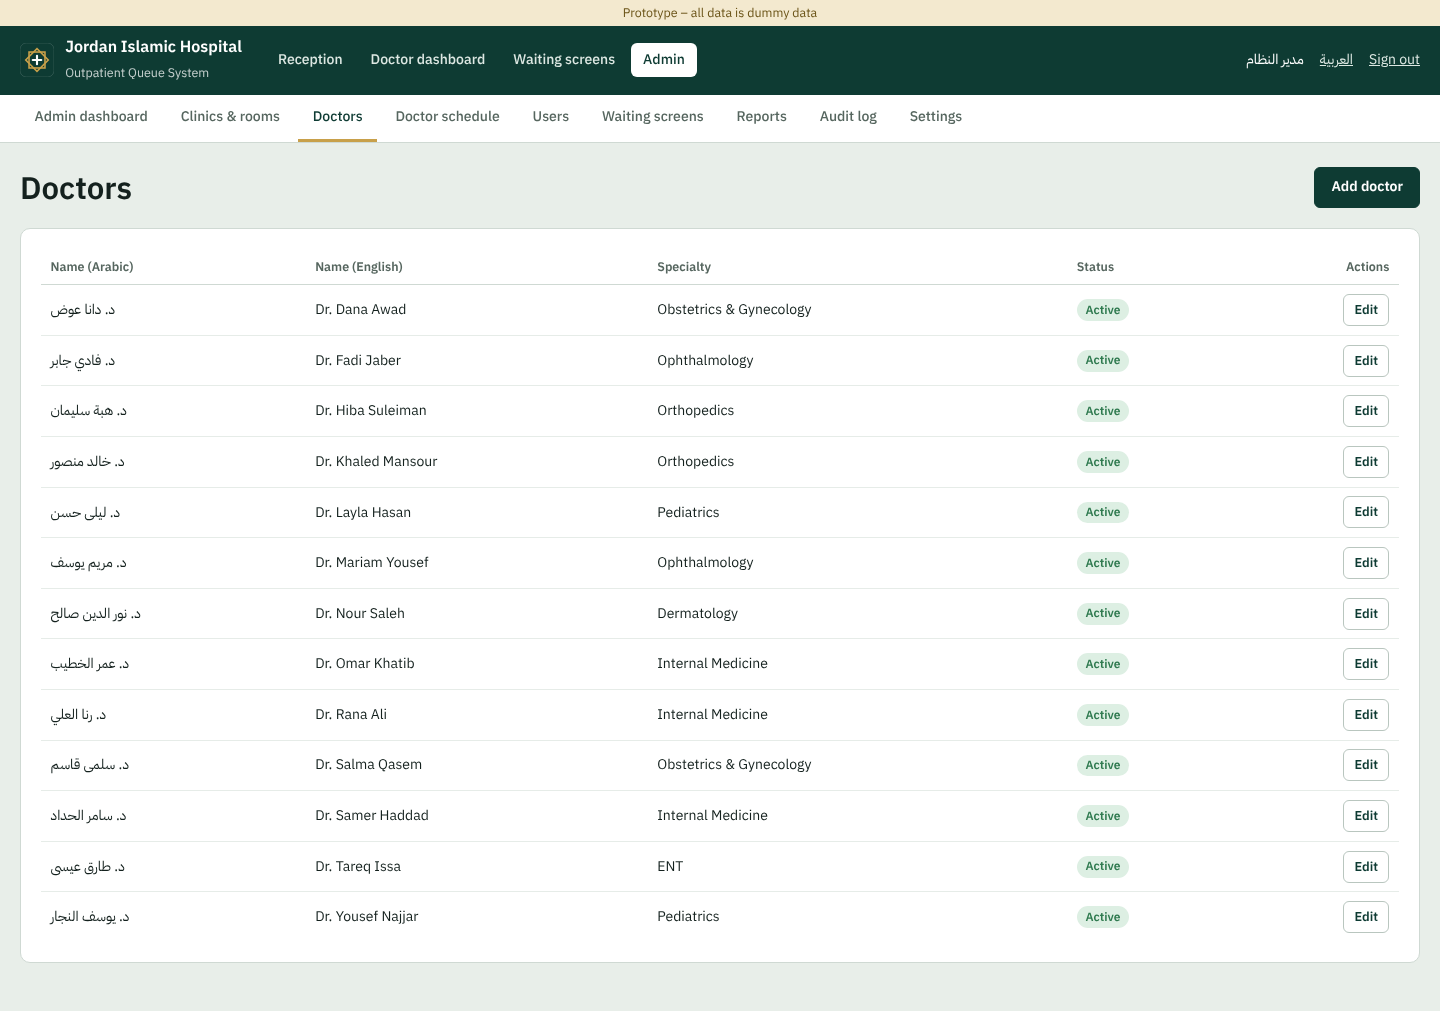 Prototype – all data is dummy data
Jordan Islamic Hospital
Outpatient Queue System
Reception Doctor dashboard Waiting screens Admin
مدير النظام العربية Sign out
Admin dashboard Clinics & rooms Doctors Doctor schedule Users Waiting screens Reports Audit log Settings
Doctors
Add doctor
Name (Arabic) Name (English) Specialty Status Actions
د. دانا عوض Dr. Dana Awad Obstetrics & Gynecology Active Edit
د. فادي جابر Dr. Fadi Jaber Ophthalmology Active Edit
د. هبة سليمان Dr. Hiba Suleiman Orthopedics Active Edit
د. خالد منصور Dr. Khaled Mansour Orthopedics Active Edit
د. ليلى حسن Dr. Layla Hasan Pediatrics Active Edit
د. مريم يوسف Dr. Mariam Yousef Ophthalmology Active Edit
د. نور الدين صالح Dr. Nour Saleh Dermatology Active Edit
د. عمر الخطيب Dr. Omar Khatib Internal Medicine Active Edit
د. رنا العلي Dr. Rana Ali Internal Medicine Active Edit
د. سلمى قاسم Dr. Salma Qasem Obstetrics & Gynecology Active Edit
د. سامر الحداد Dr. Samer Haddad Internal Medicine Active Edit
د. طارق عيسى Dr. Tareq Issa ENT Active Edit
د. يوسف النجار Dr. Yousef Najjar Pediatrics Active Edit